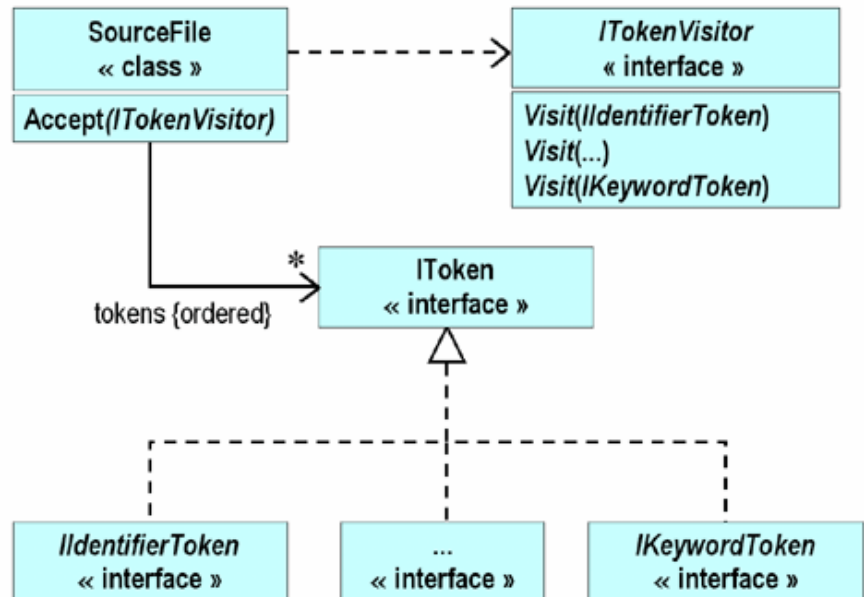 SourceFile
« class »
Accept(ITokenVisitor)
ITokenVisitor
« interface »
Visit(IIdentifierToken)
Visit(...)
Visit(IKeywordToken)
*
tokens {ordered}
IToken
« interface »
IIdentifierToken
« interface »
...
« interface »
IKeywordToken
« interface »